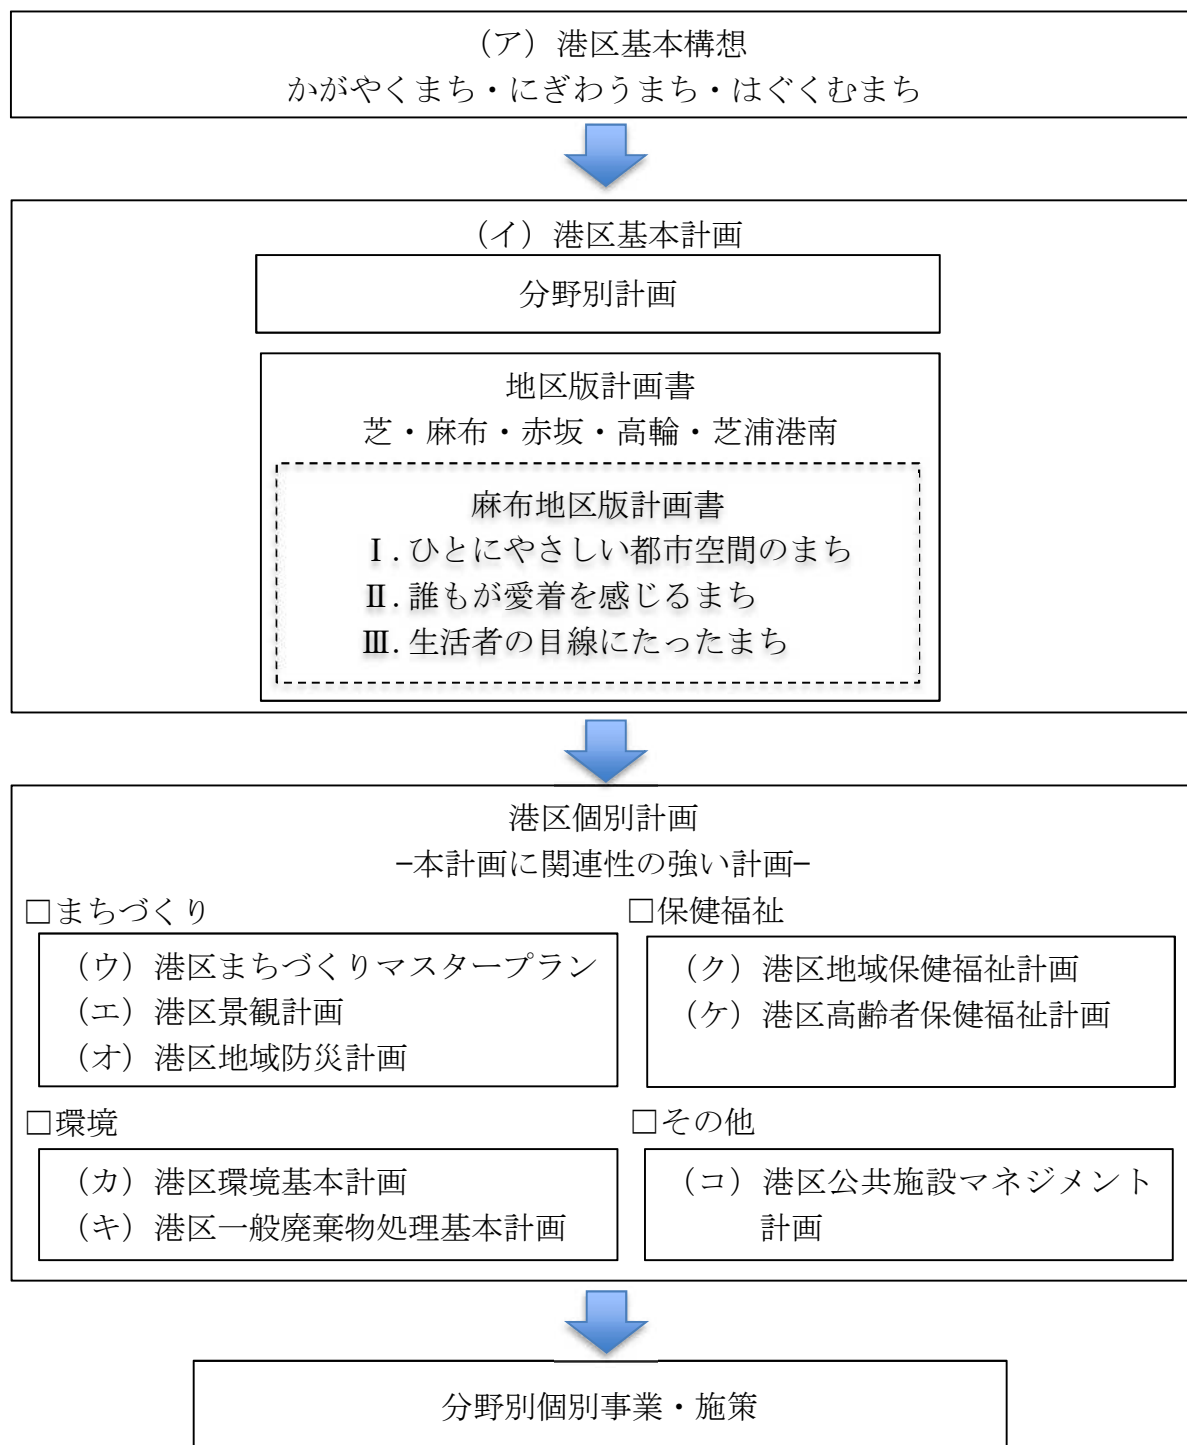 （ア）港区基本構想
かがやくまち・にぎわうまち・はぐくむまち
（イ）港区基本計画
分野別計画
地区版計画書
芝・麻布・赤坂・高輪・芝浦港南
麻布地区版計画書
Ⅰ.ひとにやさしい都市空間のまち
Ⅱ.誰もが愛着を感じるまち
Ⅲ.生活者の目線にたったまち
港区個別計画
−本計画に関連性の強い計画−
□まちづくり
（ウ）港区まちづくりマスタープラン
（エ）港区景観計画
（オ）港区地域防災計画
□保健福祉
（ク）港区地域保健福祉計画
（ケ）港区高齢者保健福祉計画
□環境
（カ）港区環境基本計画
（キ）港区一般廃棄物処理基本計画
□その他
（コ）港区公共施設マネジメント
計画
分野別個別事業・施策